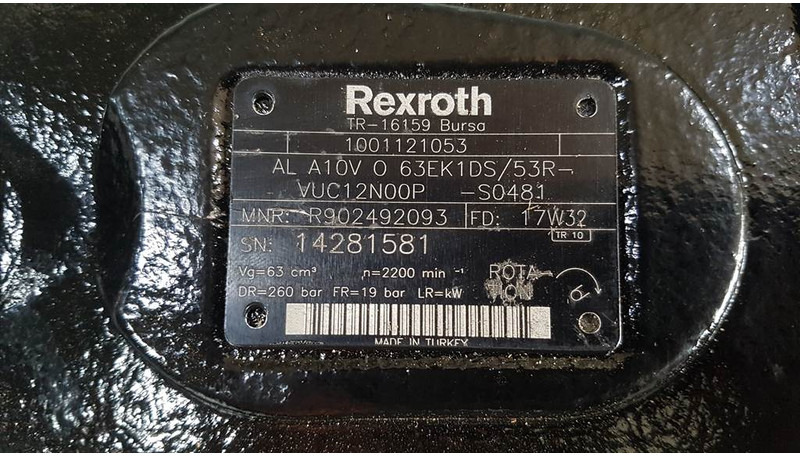 Rexroth
TR-16159 Bursa
1001121053
AL A10V O 63EK1DS/53R-
VUC12N00P -S0481
MNR: R902492093 FD: 17W32
SN: 14281581 TR 10
Vg=63 cm³ n=2200 min⁻¹ ROTA-
DR=260 bar FR=19 bar LR=kW TION
MADE IN TURKEY